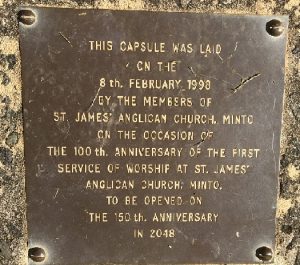 THIS CAPSULE WAS LAID
ON THE
8 th. FEBRUARY 1998
BY THE MEMBERS OF
ST. JAMES' ANGLICAN CHURCH, MINTO
ON THE OCCASION OF
THE 100 th. ANNIVERSARY OF THE FIRST
SERVICE OF WORSHIP AT ST. JAMES'
ANGLICAN CHURCH, MINTO.
TO BE OPENED ON
THE 150 th. ANNIVERSARY
IN 2048